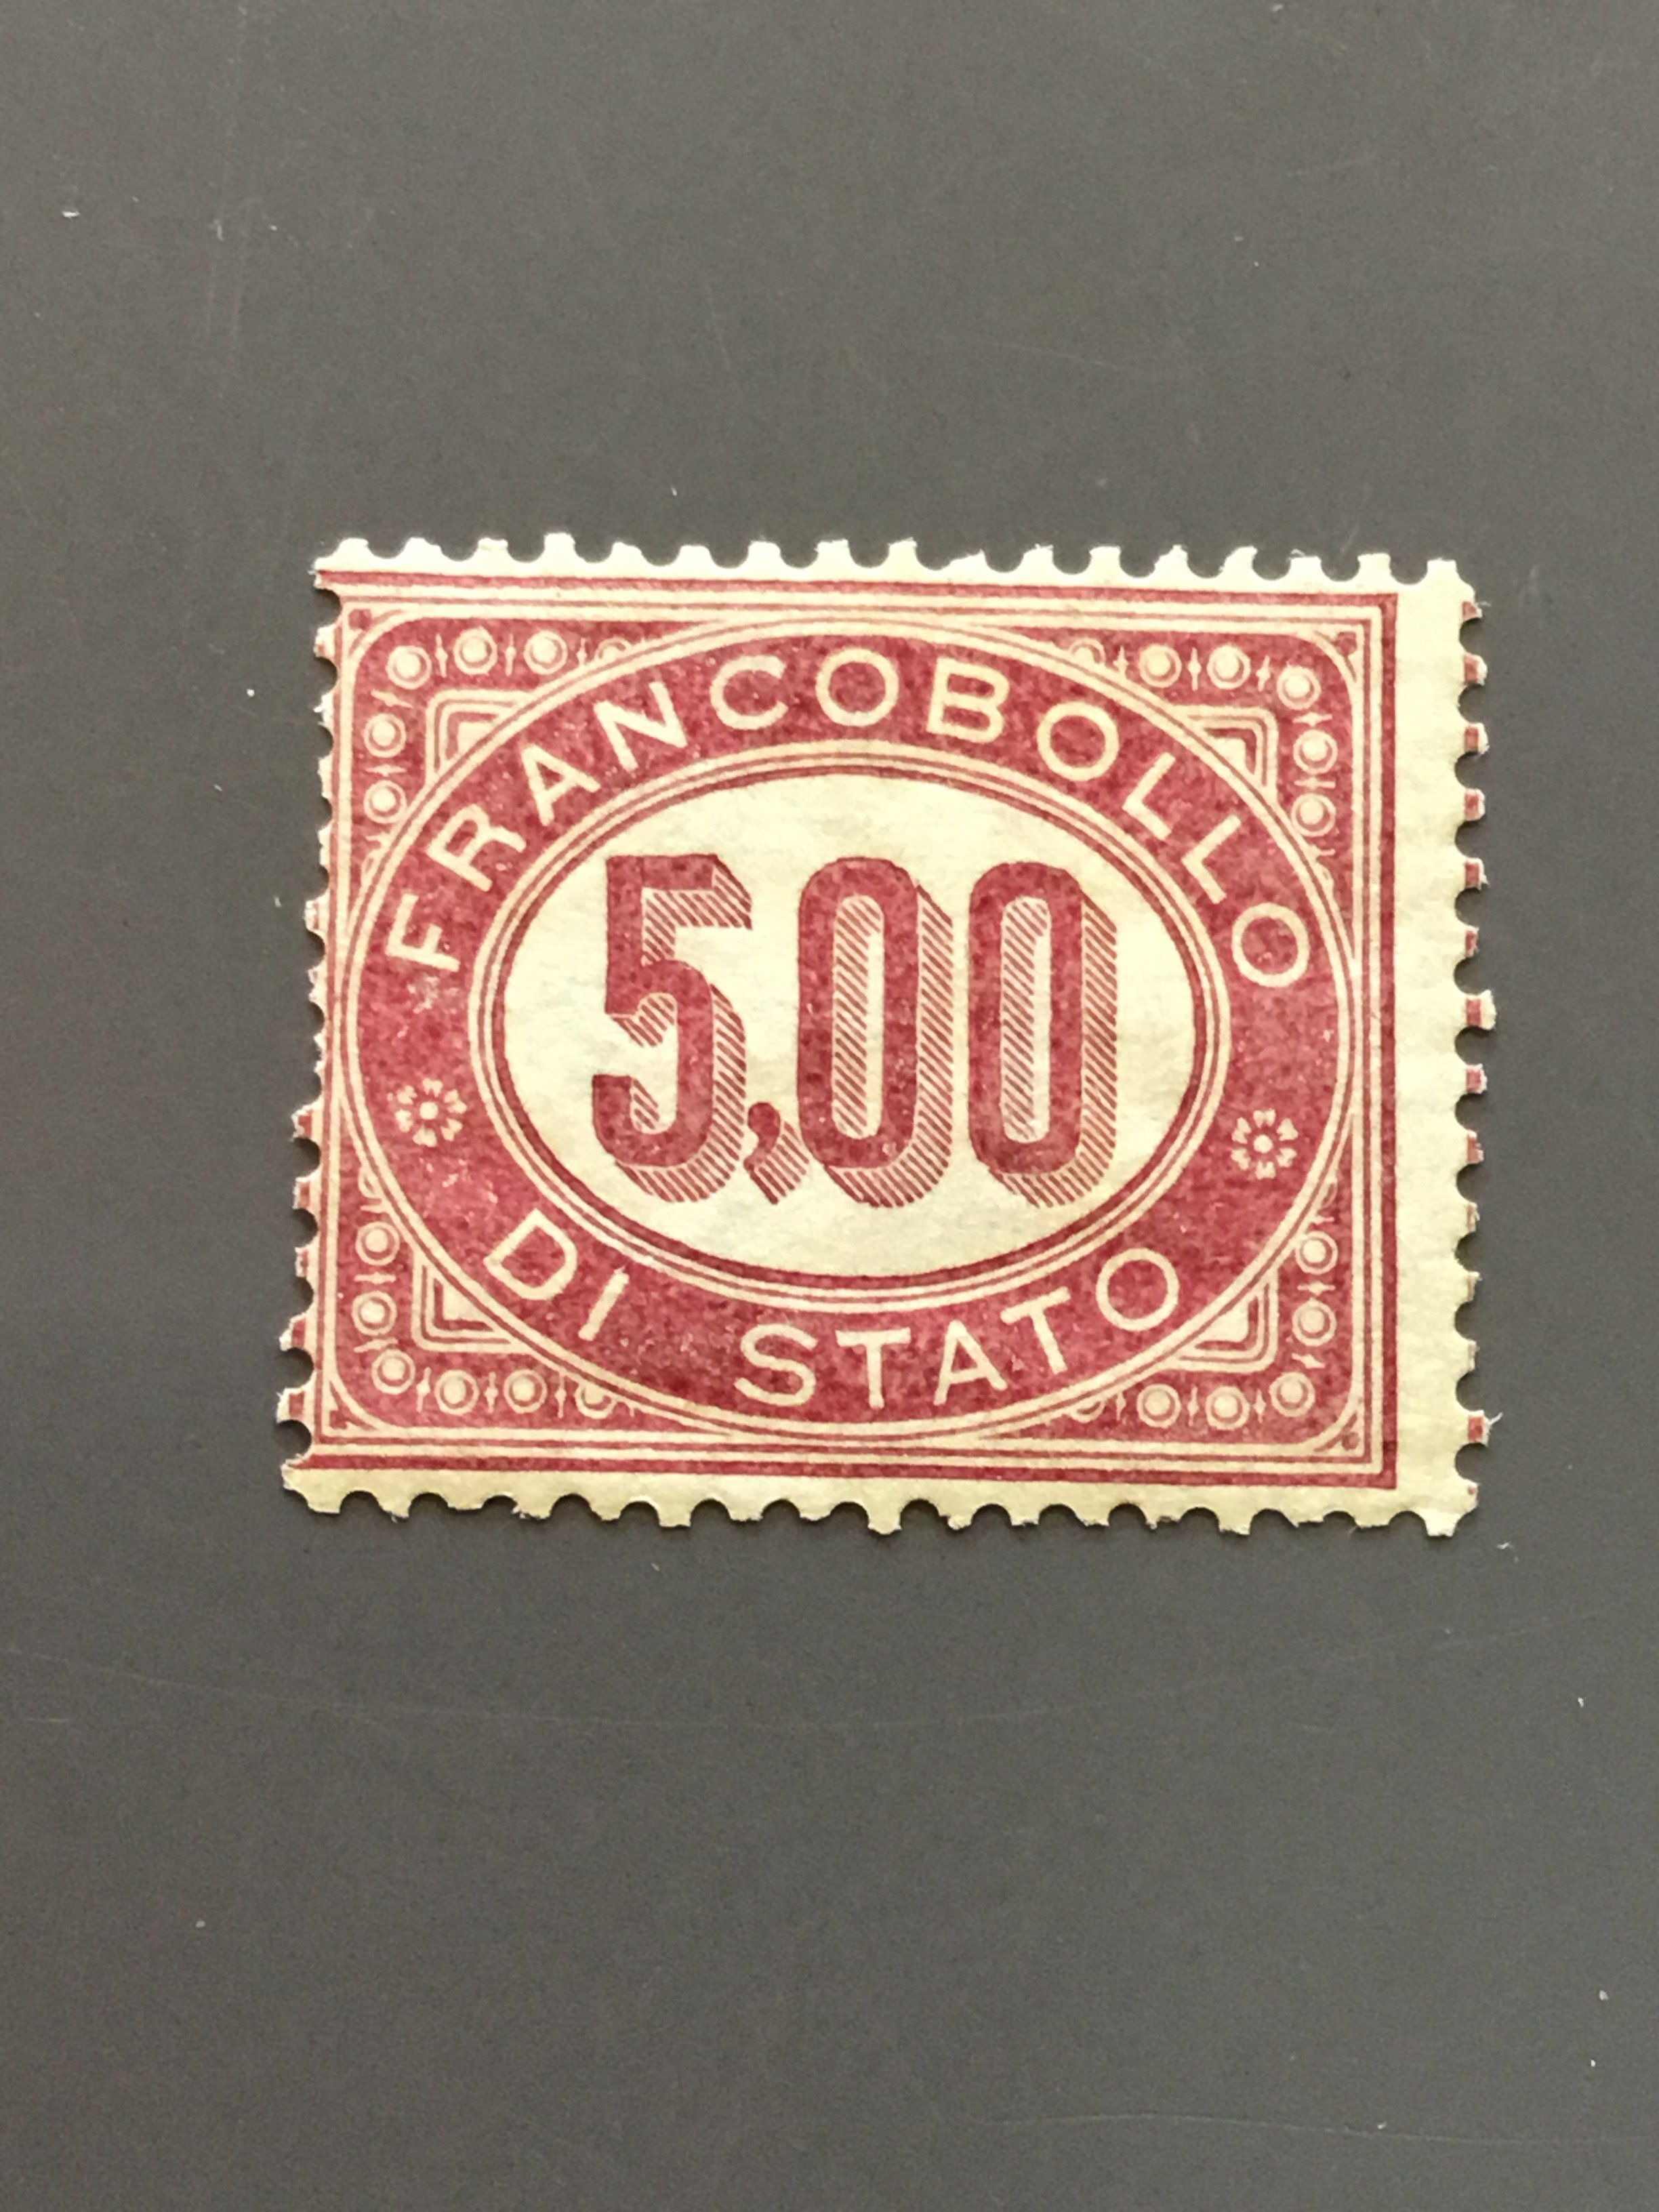 FRANCOBOLLO
5,00
DI STATO